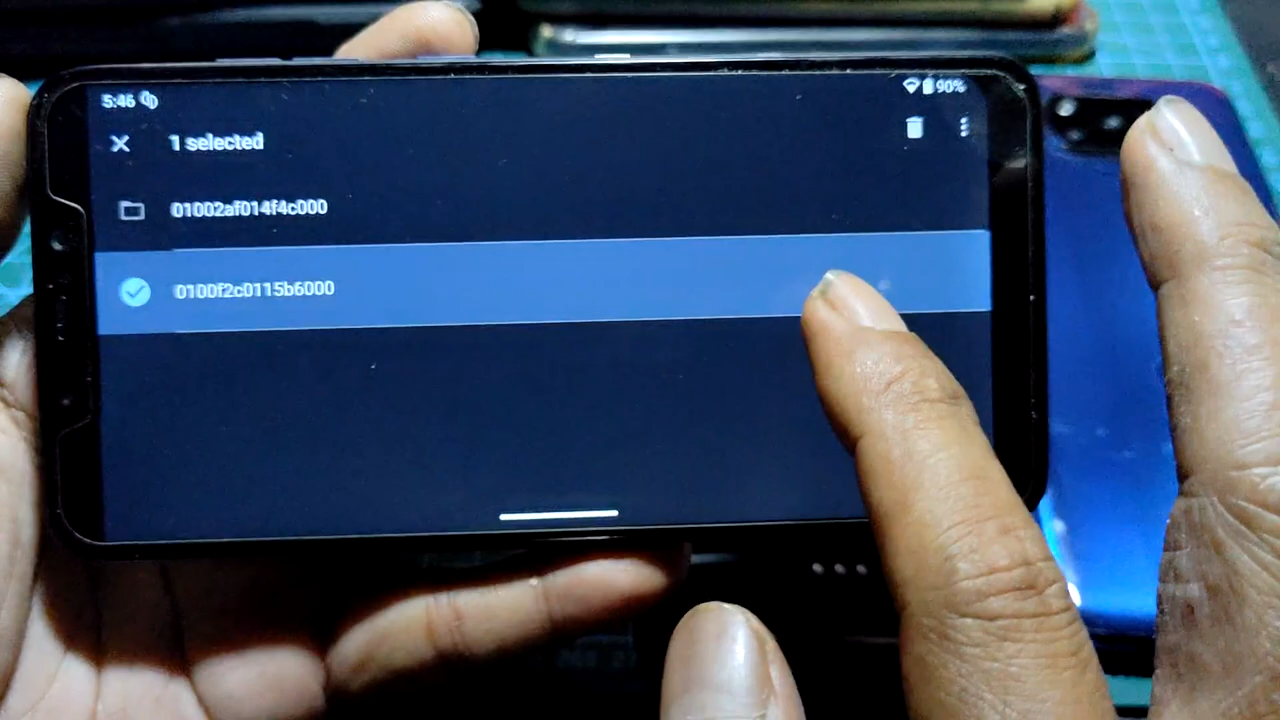 5:46
90%
1 selected
01002af014f4c000
0100f2c0115b6000